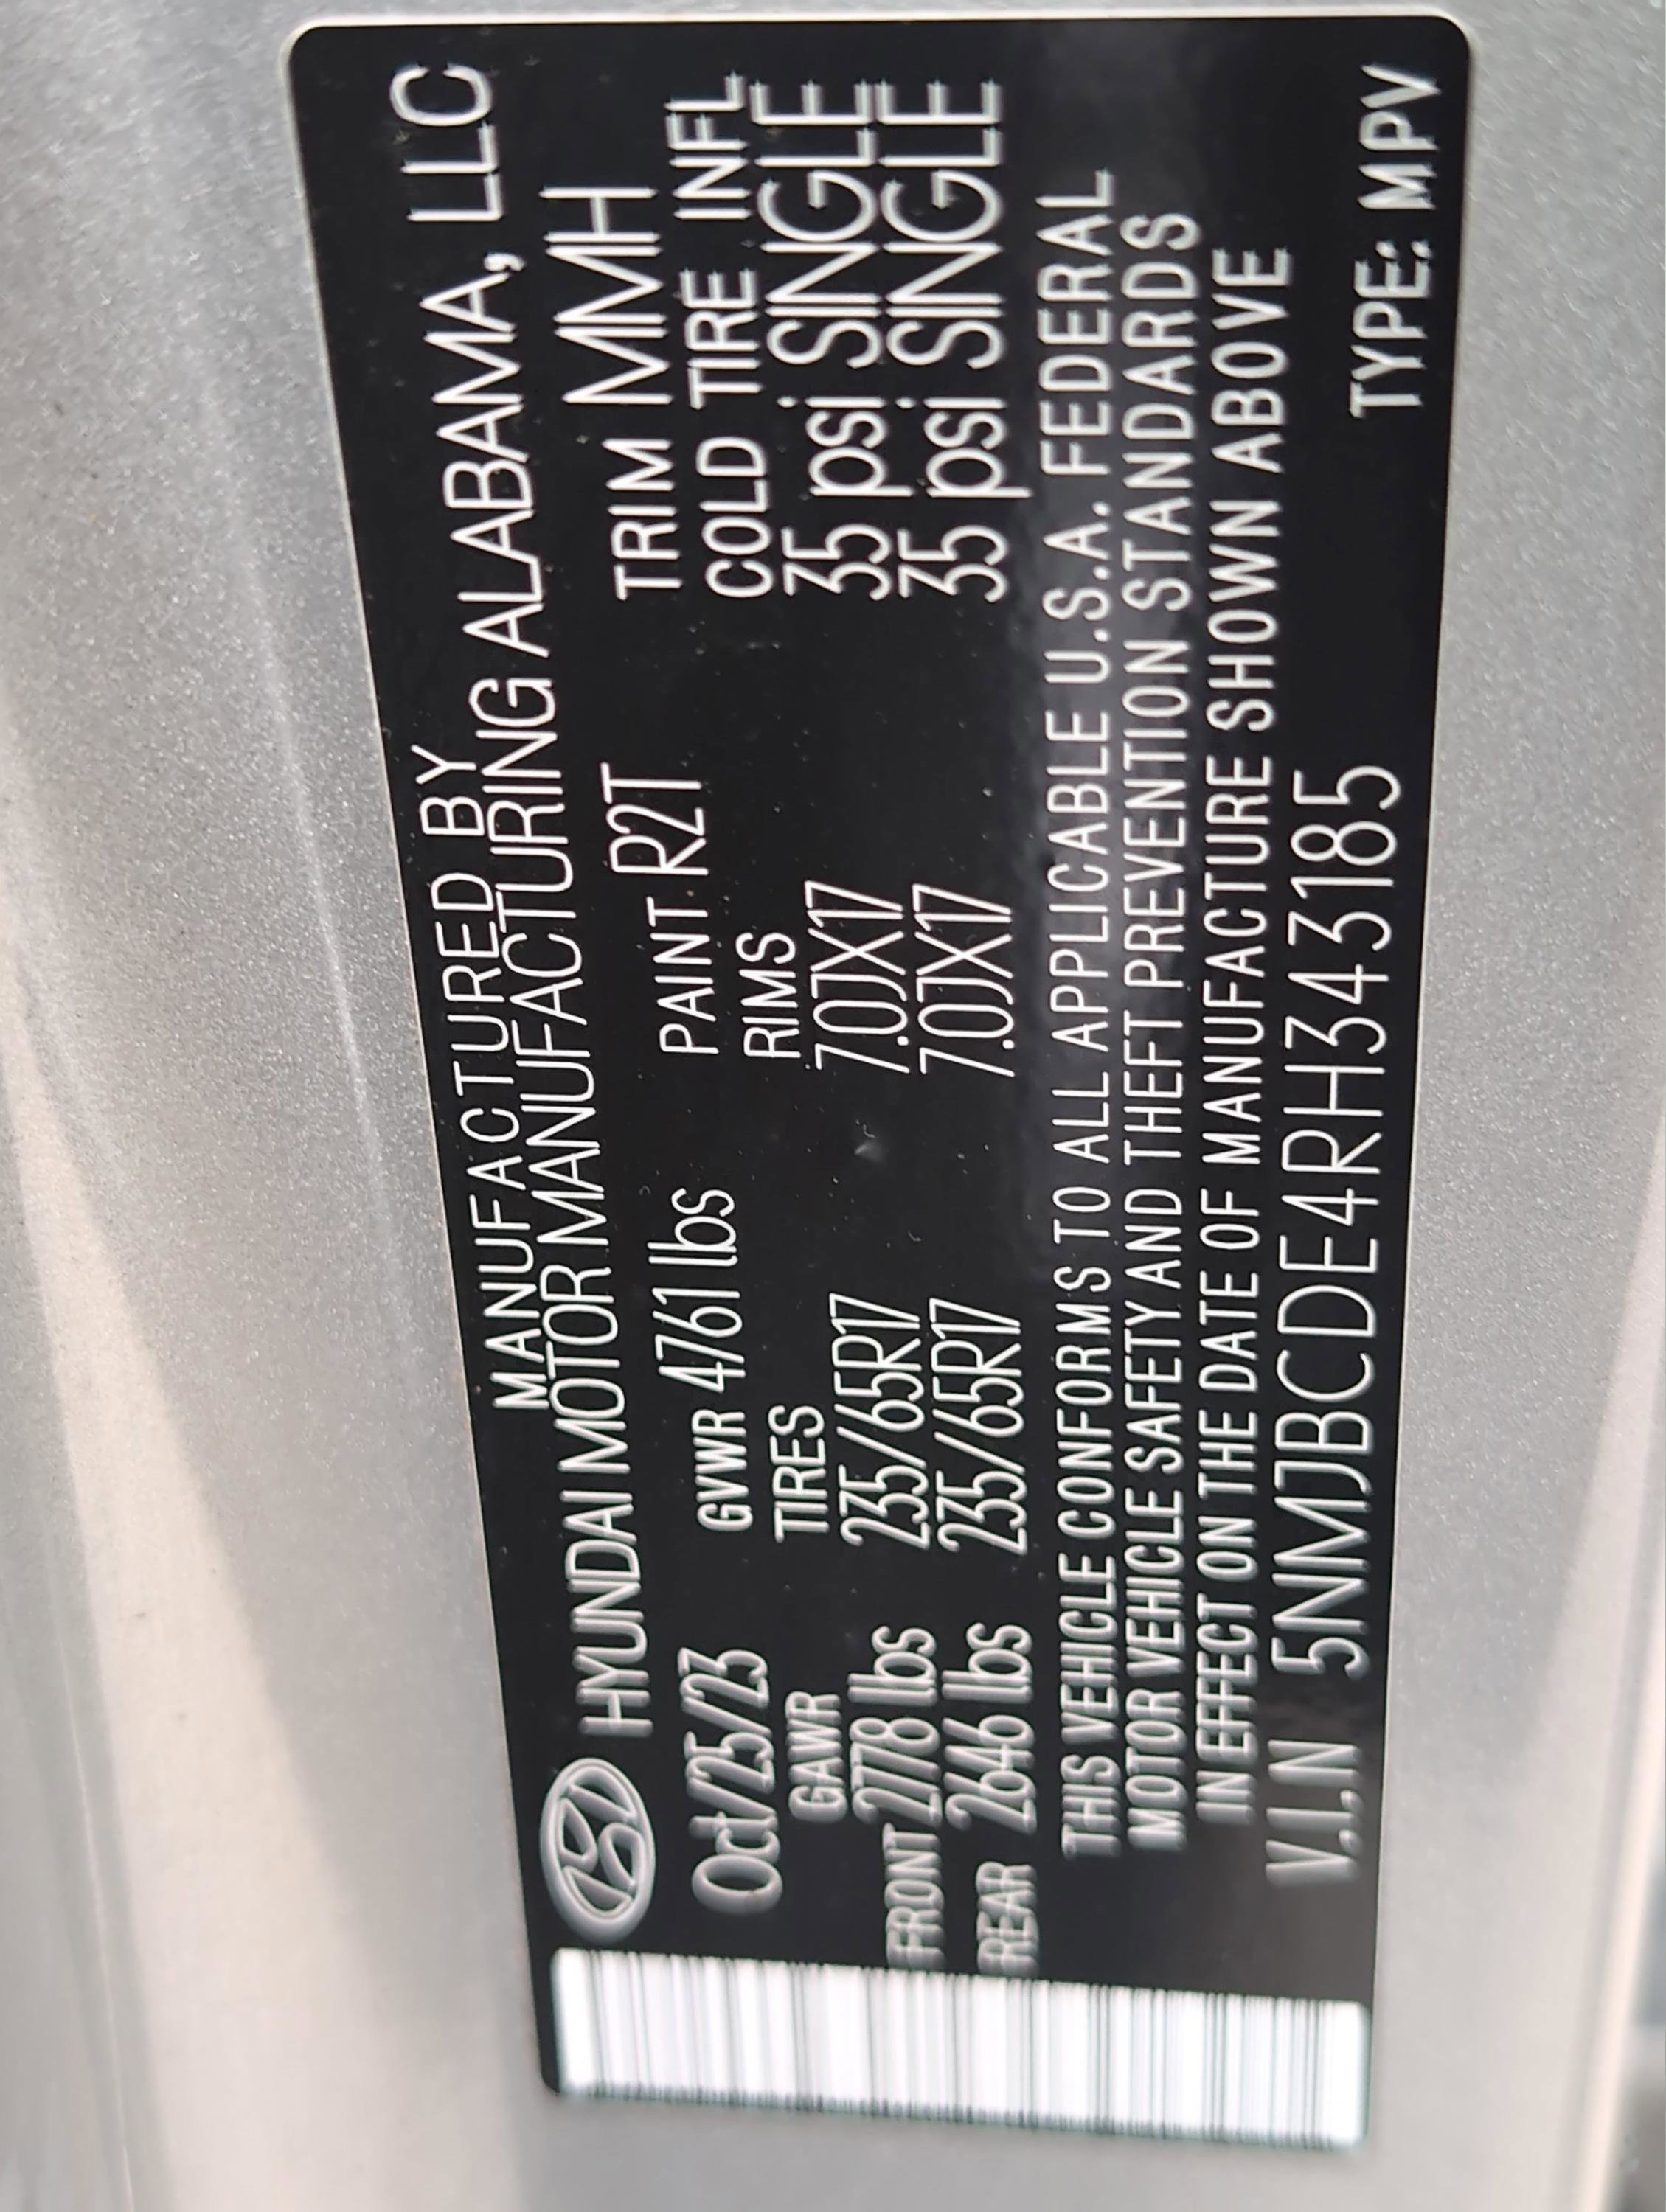 MANUFACTURED BY
HYUNDAI MOTOR MANUFACTURING ALABAMA, LLC
Oct/25/23 GVWR 4761 lbs PAINT R2T TRIM MMH
GAWR TIRES RIMS COLD TIRE INFL
FRONT 2778 lbs 235/65R17 7.0JX17 35 psi SINGLE
REAR 2646 lbs 235/65R17 7.0JX17 35 psi SINGLE
THIS VEHICLE CONFORMS TO ALL APPLICABLE U.S.A. FEDERAL
MOTOR VEHICLE SAFETY AND THEFT PREVENTION STANDARDS
IN EFFECT ON THE DATE OF MANUFACTURE SHOWN ABOVE
V.I.N 5NMJBCDE4RH343185 TYPE: MPV